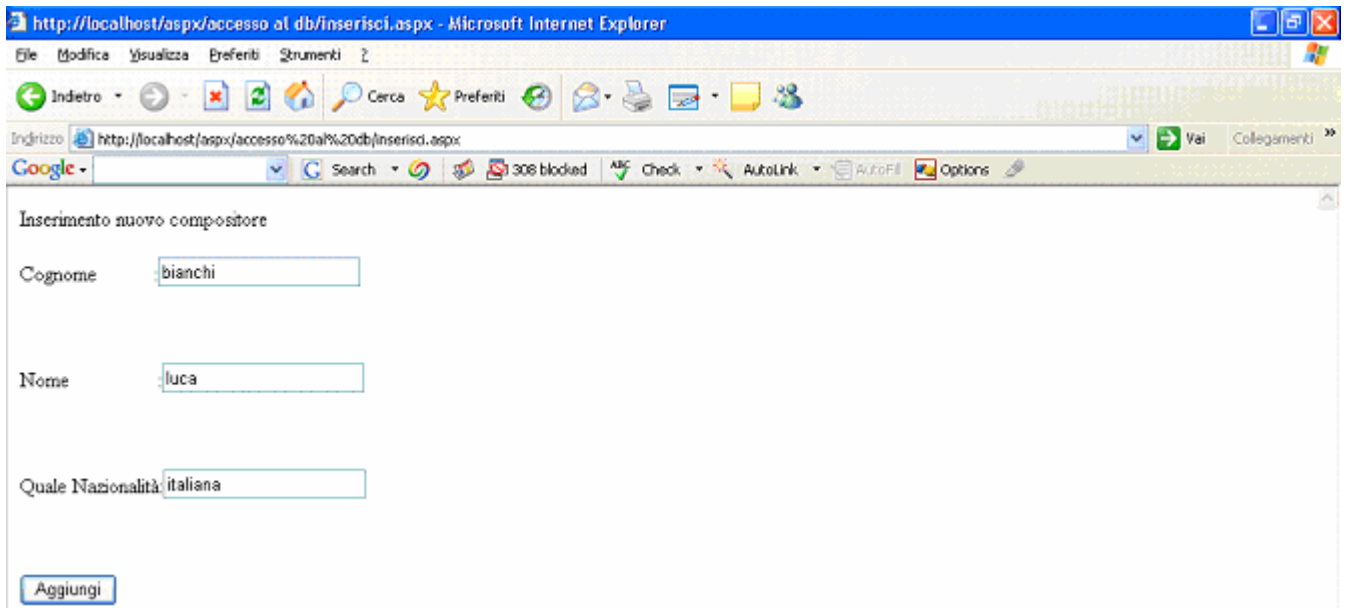 http://localhost/aspx/accesso al db/inserisci.aspx - Microsoft Internet Explorer
File Modifica Visualizza Preferiti Strumenti ?
Indietro Cerca Preferiti
Indirizzo http://localhost/aspx/accesso%20al%20db/inserisci.aspx Vai Collegamenti »
Google Search 308 blocked ABC Check AutoLink AutoFill Options
Inserimento nuovo compositore
Cognome :bianchi
Nome :luca
Quale Nazionalità: italiana
Aggiungi